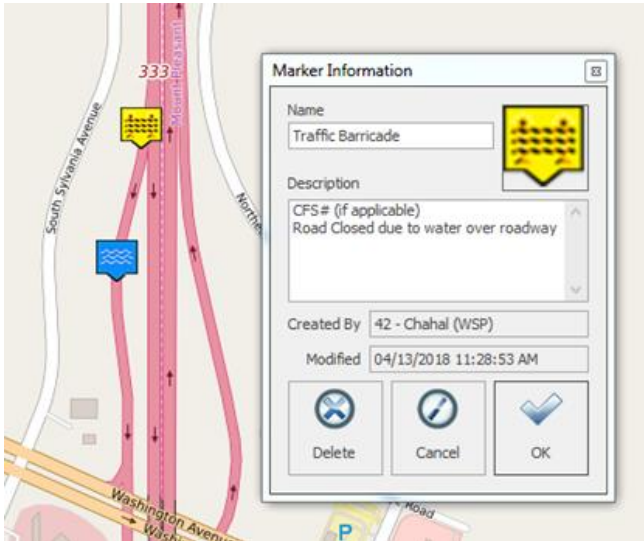 333
Mount Pleasant
South Sylvania Avenue
Northe
Marker Information
Name
Traffic Barricade
Description
CFS# (if applicable)
Road Closed due to water over roadway
Created By 42 - Chahal (WSP)
Modified 04/13/2018 11:28:53 AM
Delete Cancel OK
Washington Avenue
Washi
Road
P